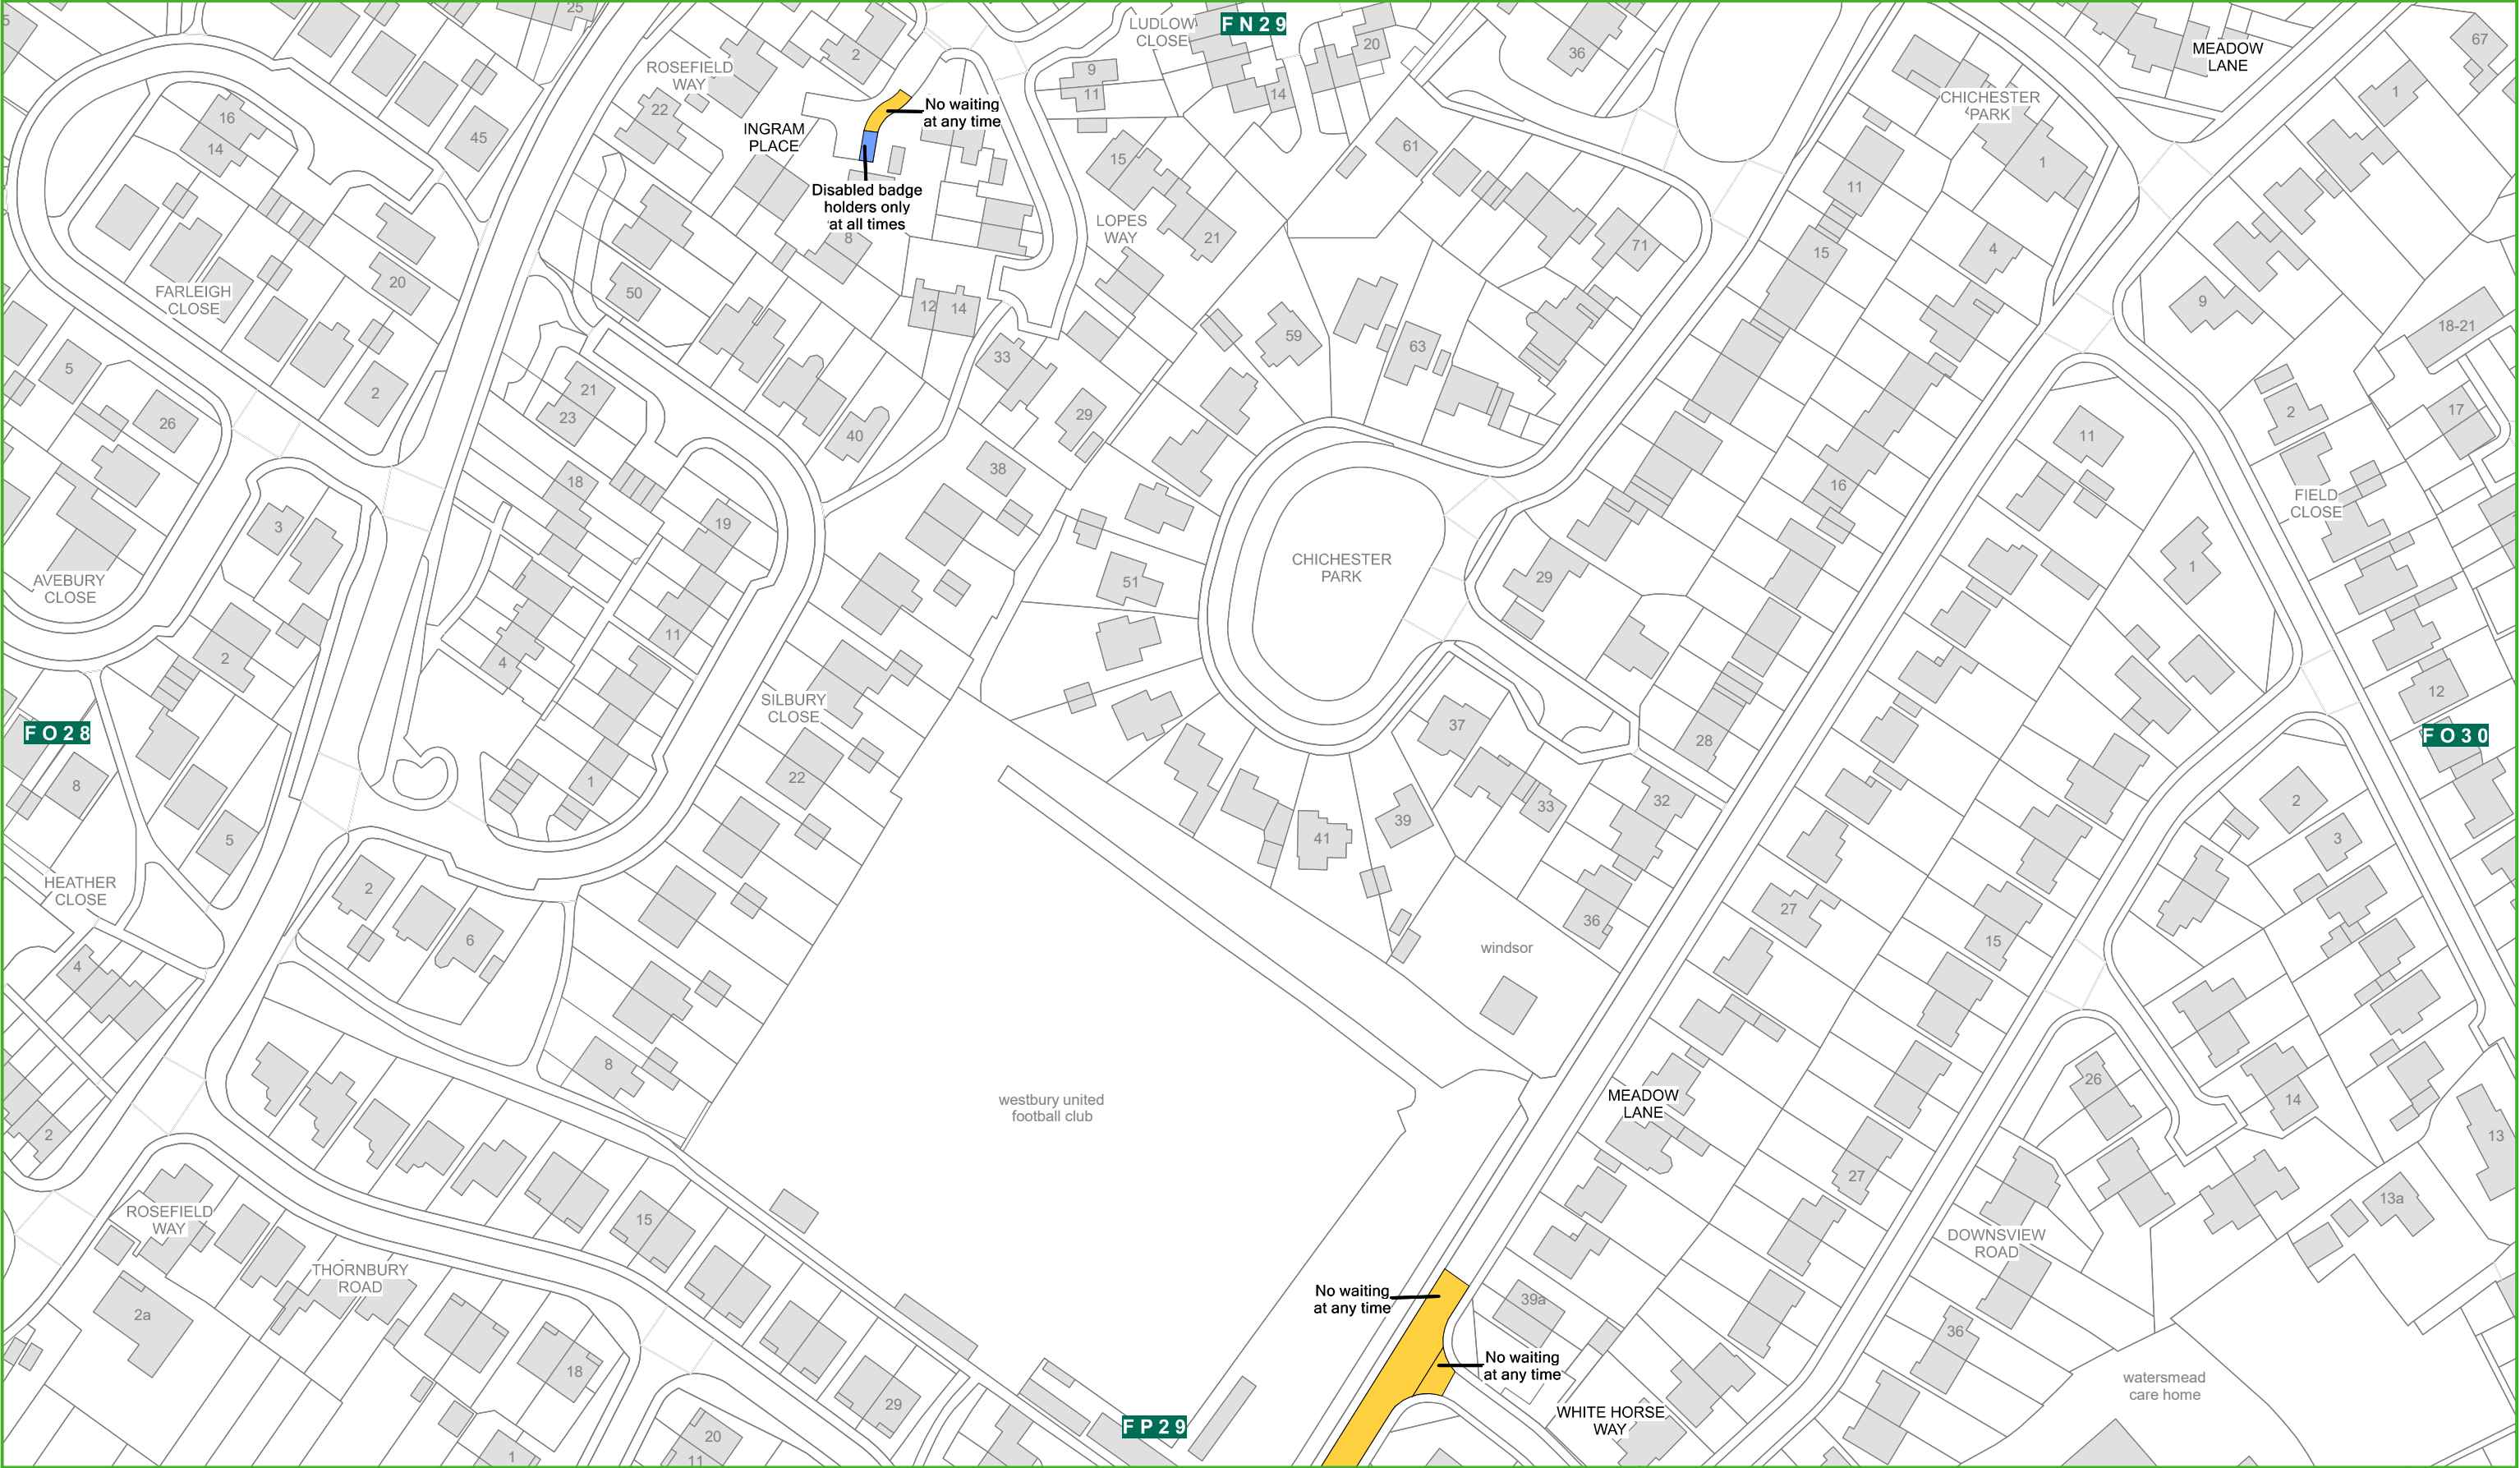 25
LUDLOW
CLOSE
FN29
20
36
MEADOW
LANE
67
2
ROSEFIELD
WAY
9
11
14
1
CHICHESTER
PARK
22
16
14
45
No waiting
at any time
INGRAM
PLACE
61
15
11
1
Disabled badge
holders only
at all times
8
LOPES
WAY
21
71
15
4
FARLEIGH
CLOSE
20
50
12
14
59
63
9
18-21
33
5
2
21
23
26
29
40
2
17
11
38
18
16
3
19
FIELD
CLOSE
CHICHESTER
PARK
51
29
1
AVEBURY
CLOSE
2
4
11
12
SILBURY
CLOSE
37
28
FO28
FO30
8
1
22
33
32
2
41
39
3
5
HEATHER
CLOSE
2
27
36
6
windsor
15
4
8
westbury united
football club
MEADOW
LANE
26
14
2
13
27
ROSEFIELD
WAY
15
13a
THORNBURY
ROAD
DOWNSVIEW
ROAD
No waiting
at any time
39a
2a
36
No waiting
at any time
18
watersmead
care home
29
WHITE HORSE
WAY
FP29
20
11
1